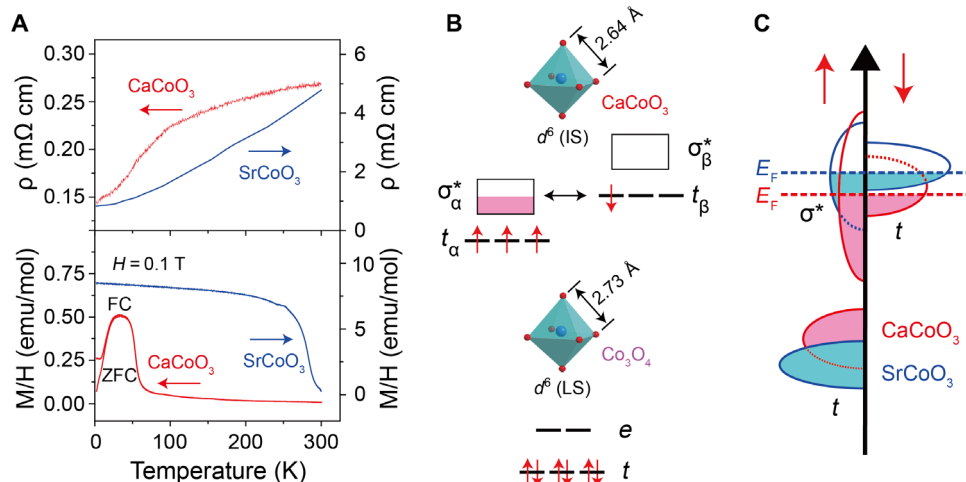 A
ρ (mΩ cm)
0.30
0.25
0.20
0.15
CaCoO3
SrCoO3
6
5
4
3
2
1
0
ρ (mΩ cm)
M/H (emu/mol)
0.75
0.50
0.25
0.00
H = 0.1 T
FC
ZFC
CaCoO3
SrCoO3
10
5
0
M/H (emu/mol)
0 100 200 300
Temperature (K)
B
2.64 Å
CaCoO3
d6 (IS)
σ*β
σ*α
tβ
tα
2.73 Å
Co3O4
d6 (LS)
e
t
C
EF
EF
σ*
t
CaCoO3
SrCoO3
t